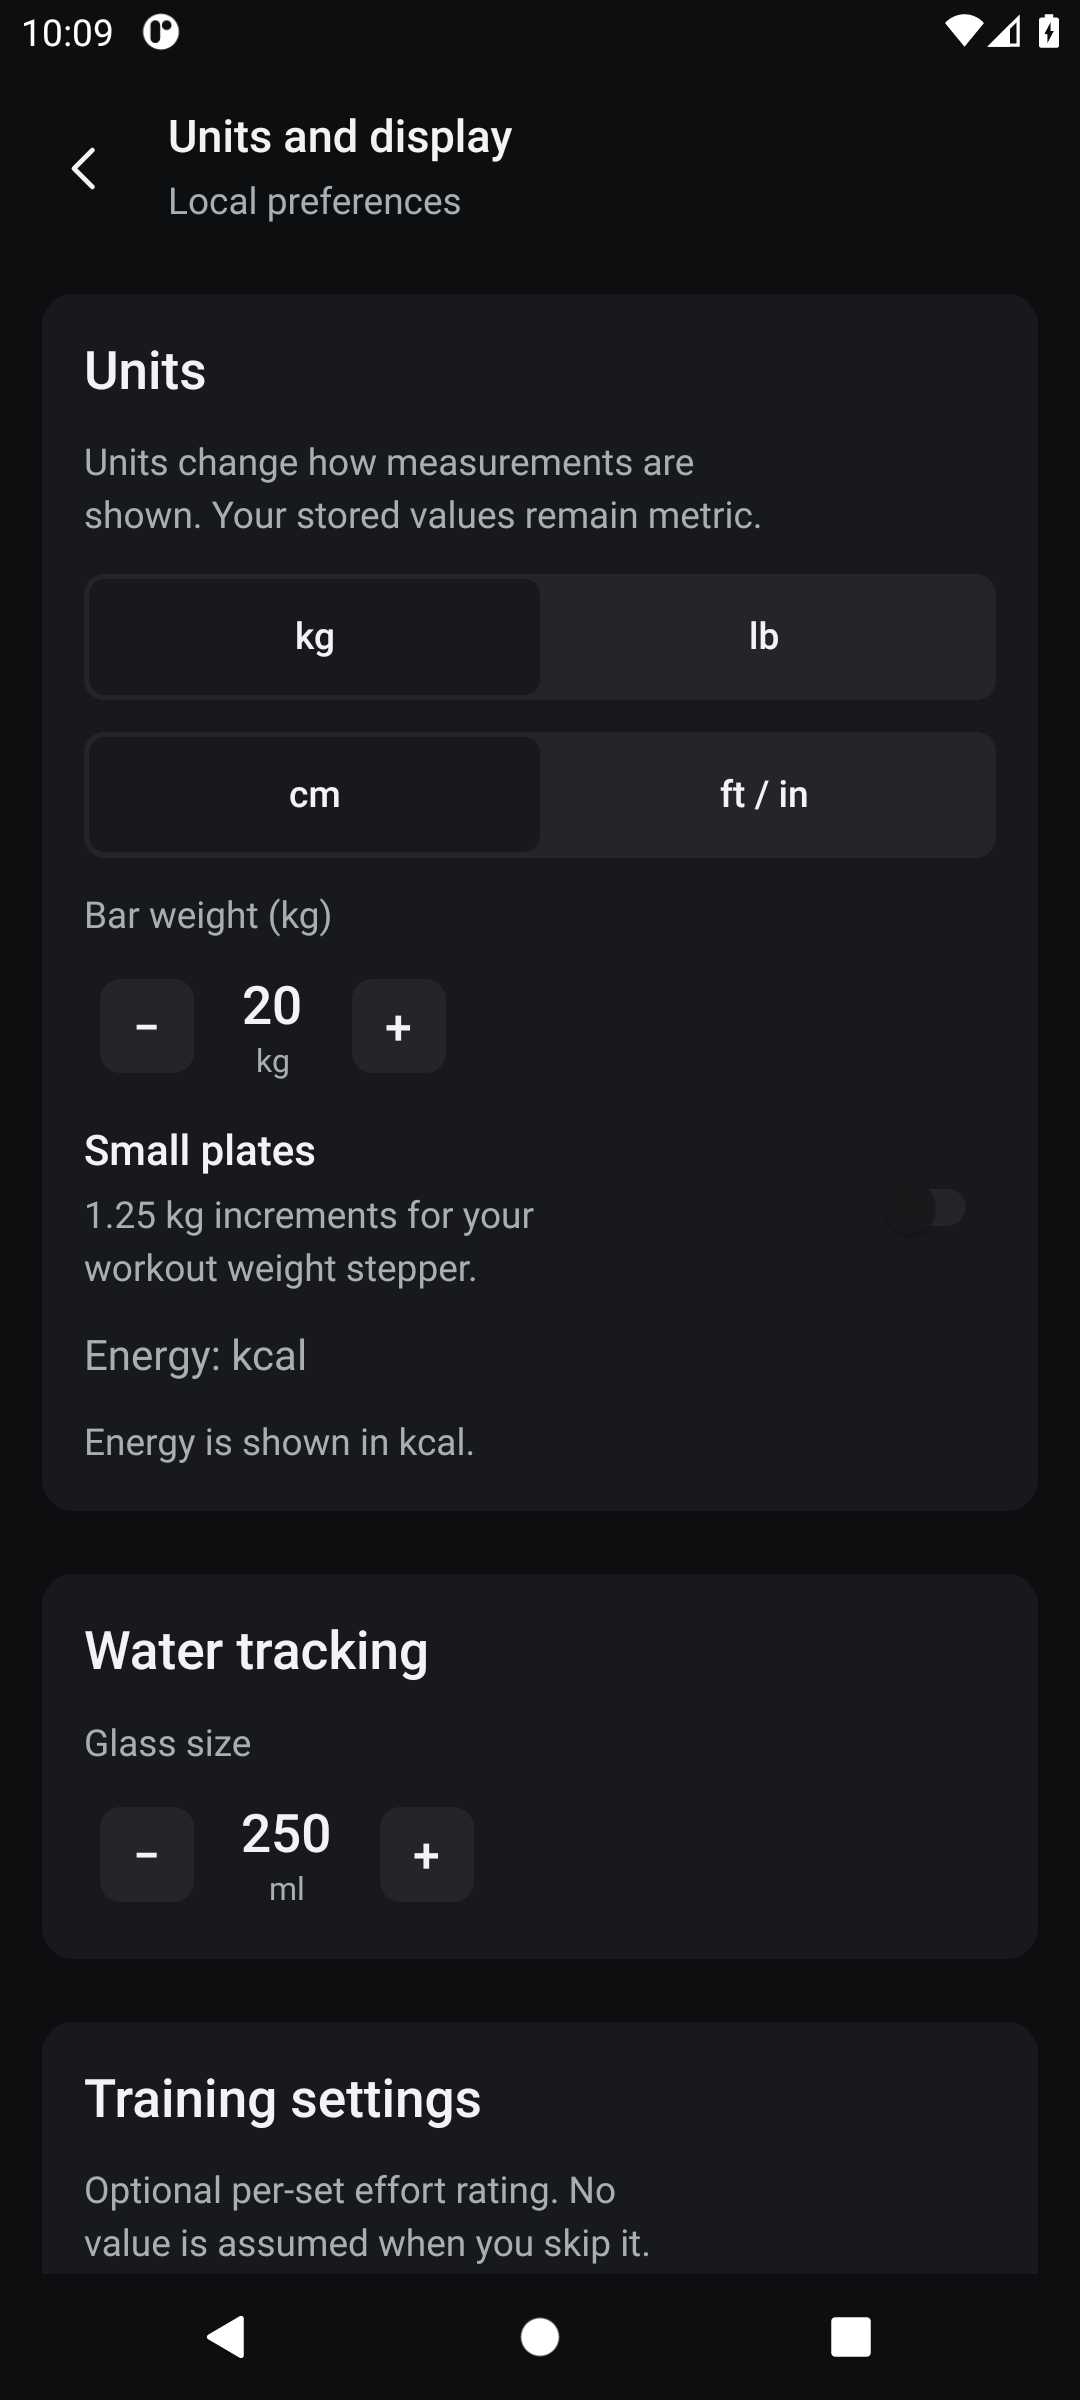 10:09
Units and display
Local preferences
Units
Units change how measurements are
shown. Your stored values remain metric.
kg
lb
cm
ft / in
Bar weight (kg)
−
20
kg
+
Small plates
1.25 kg increments for your
workout weight stepper.
Energy: kcal
Energy is shown in kcal.
Water tracking
Glass size
−
250
ml
+
Training settings
Optional per-set effort rating. No
value is assumed when you skip it.